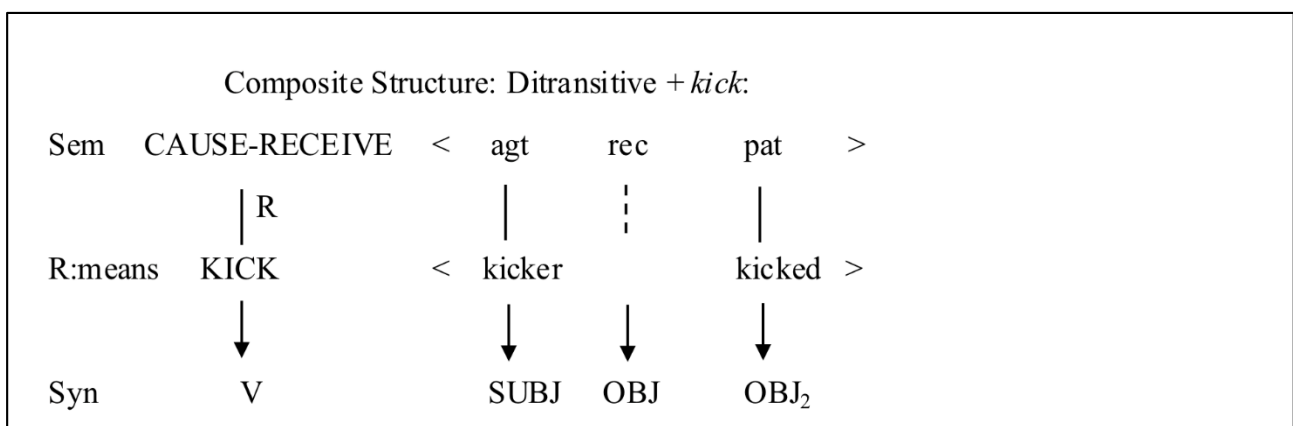 Composite Structure: Ditransitive + kick:
Sem CAUSE-RECEIVE < agt rec pat >
R
R:means KICK < kicker kicked >
Syn V SUBJ OBJ OBJ₂